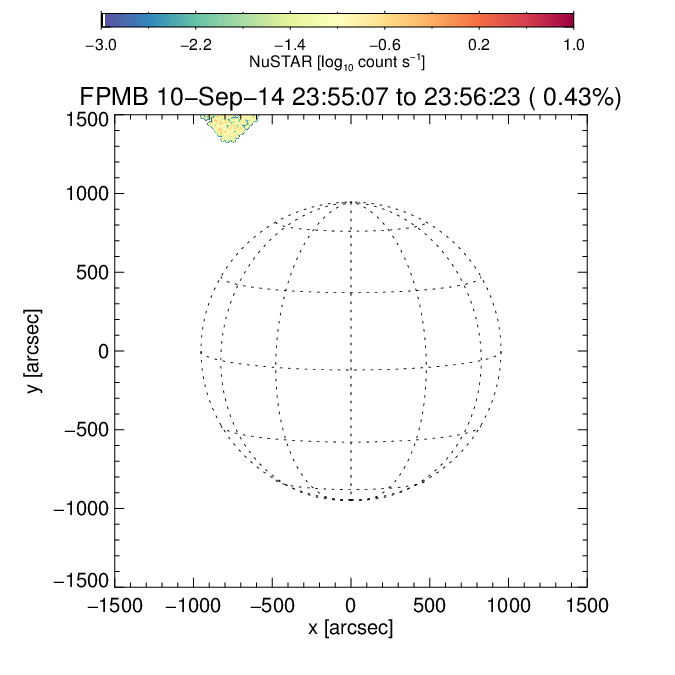 −3.0 −2.2 −1.4 −0.6 0.2 1.0
NuSTAR [log₁₀ count s⁻¹]
FPMB 10−Sep−14 23:55:07 to 23:56:23 ( 0.43%)
1500
1000
500
0
−500
−1000
−1500
y [arcsec]
−1500 −1000 −500 0 500 1000 1500
x [arcsec]